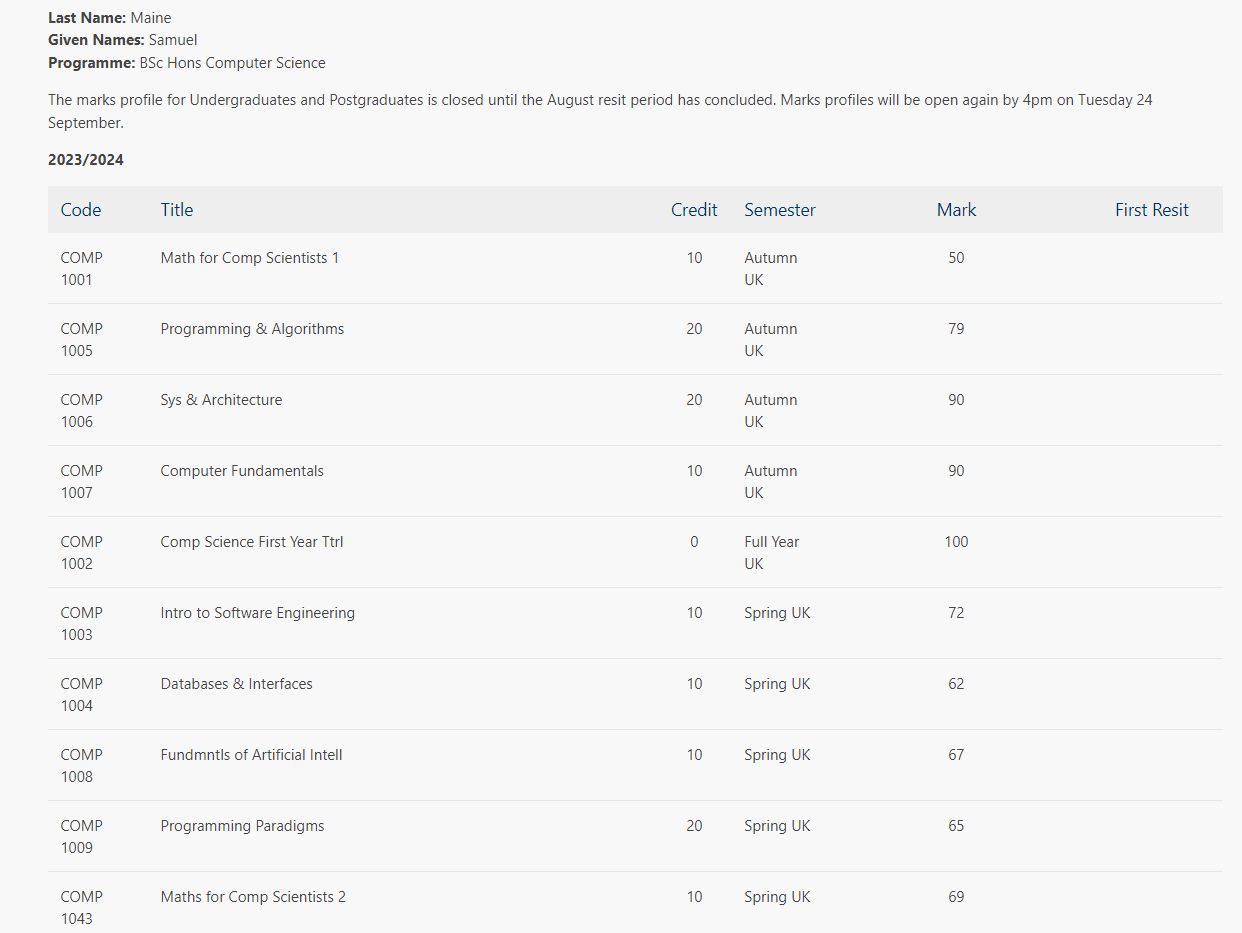 Last Name: Maine
Given Names: Samuel
Programme: BSc Hons Computer Science
The marks profile for Undergraduates and Postgraduates is closed until the August resit period has concluded. Marks profiles will be open again by 4pm on Tuesday 24
September.
2023/2024
Code Title Credit Semester Mark First Resit
COMP Math for Comp Scientists 1 10 Autumn 50
1001 UK
COMP Programming & Algorithms 20 Autumn 79
1005 UK
COMP Sys & Architecture 20 Autumn 90
1006 UK
COMP Computer Fundamentals 10 Autumn 90
1007 UK
COMP Comp Science First Year Ttrl 0 Full Year 100
1002 UK
COMP Intro to Software Engineering 10 Spring UK 72
1003
COMP Databases & Interfaces 10 Spring UK 62
1004
COMP Fundmntls of Artificial Intell 10 Spring UK 67
1008
COMP Programming Paradigms 20 Spring UK 65
1009
COMP Maths for Comp Scientists 2 10 Spring UK 69
1043